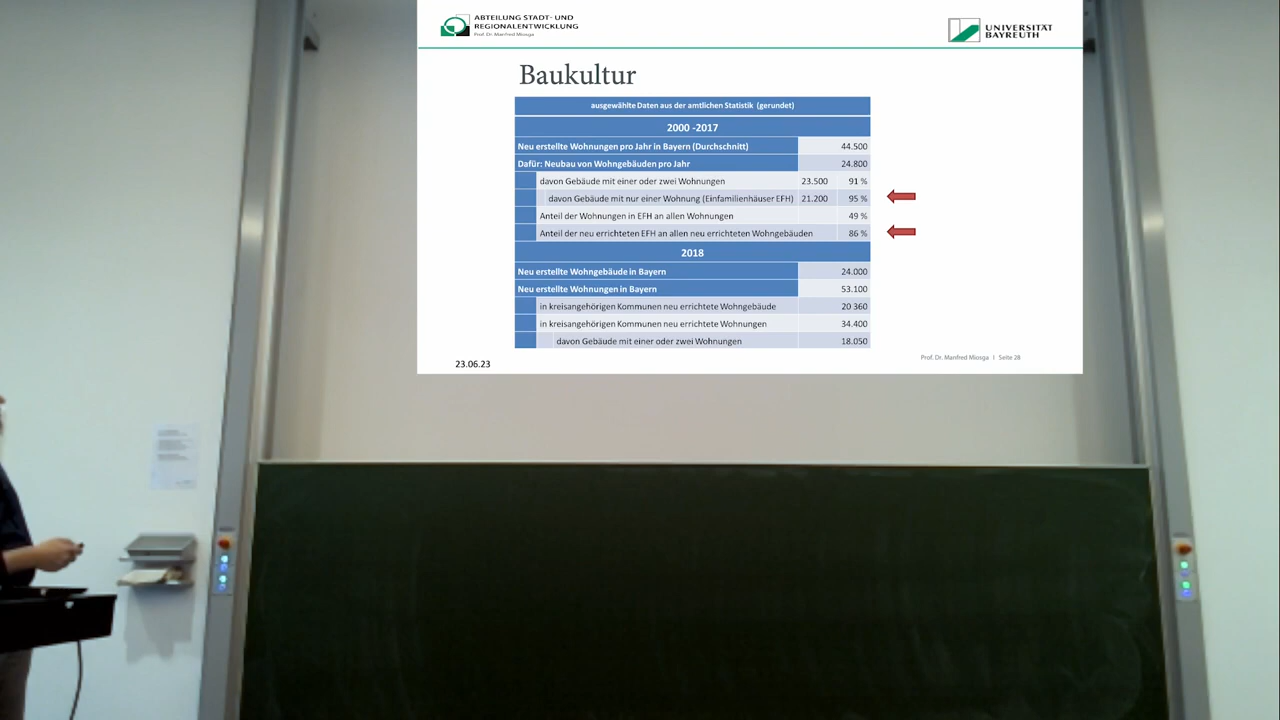 ABTEILUNG STADT- UND
REGIONALENTWICKLUNG
Prof. Dr. Manfred Miosga
UNIVERSITÄT
BAYREUTH
Baukultur
ausgewählte Daten aus der amtlichen Statistik (gerundet)
2000 -2017
Neu erstellte Wohnungen pro Jahr in Bayern (Durchschnitt) 44.500
Dafür: Neubau von Wohngebäuden pro Jahr 24.800
davon Gebäude mit einer oder zwei Wohnungen 23.500 91 %
davon Gebäude mit nur einer Wohnung (Einfamilienhäuser EFH) 21.200 95 %
Anteil der Wohnungen in EFH an allen Wohnungen 49 %
Anteil der neu errichteten EFH an allen neu errichteten Wohngebäuden 86 %
2018
Neu erstellte Wohngebäude in Bayern 24.000
Neu erstellte Wohnungen in Bayern 53.100
in kreisangehörigen Kommunen neu errichtete Wohngebäude 20 360
in kreisangehörigen Kommunen neu errichtete Wohnungen 34.400
davon Gebäude mit einer oder zwei Wohnungen 18.050
23.06.23
Prof. Dr. Manfred Miosga I Seite 28